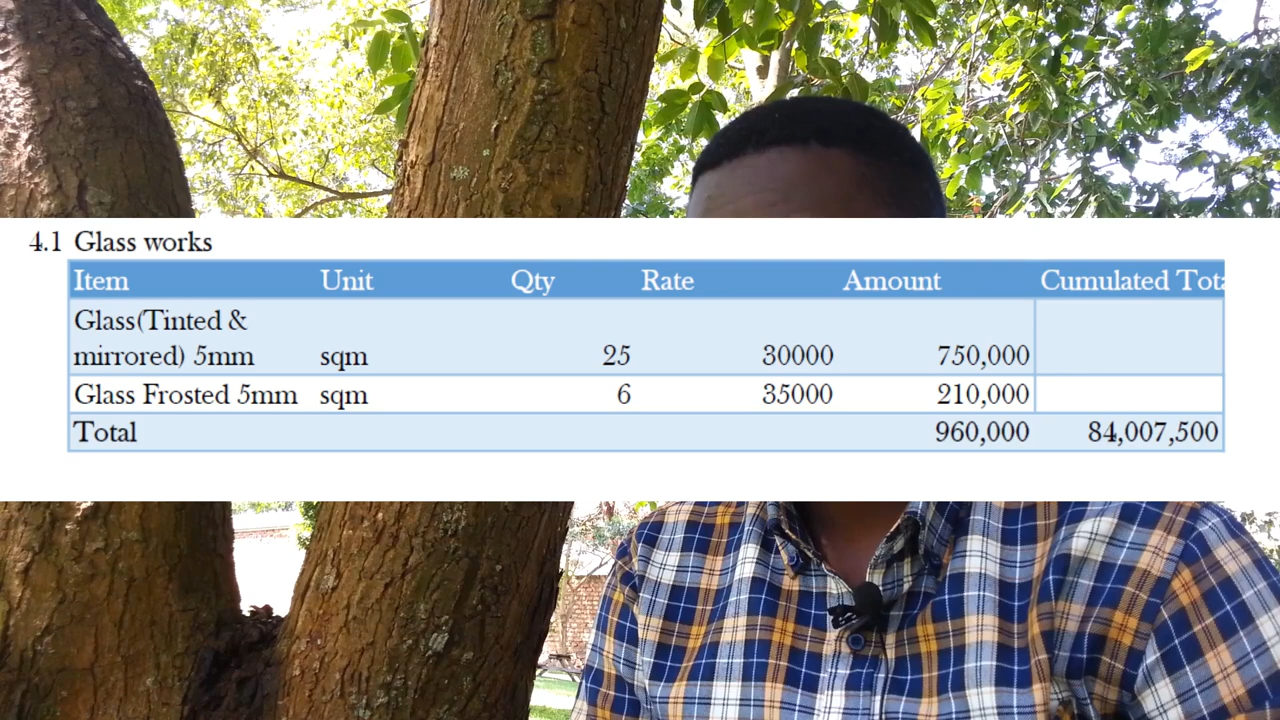 4.1 Glass works
Item Unit Qty Rate Amount Cumulated Tota
Glass(Tinted &
mirrored) 5mm sqm 25 30000 750,000
Glass Frosted 5mm sqm 6 35000 210,000
Total 960,000 84,007,500